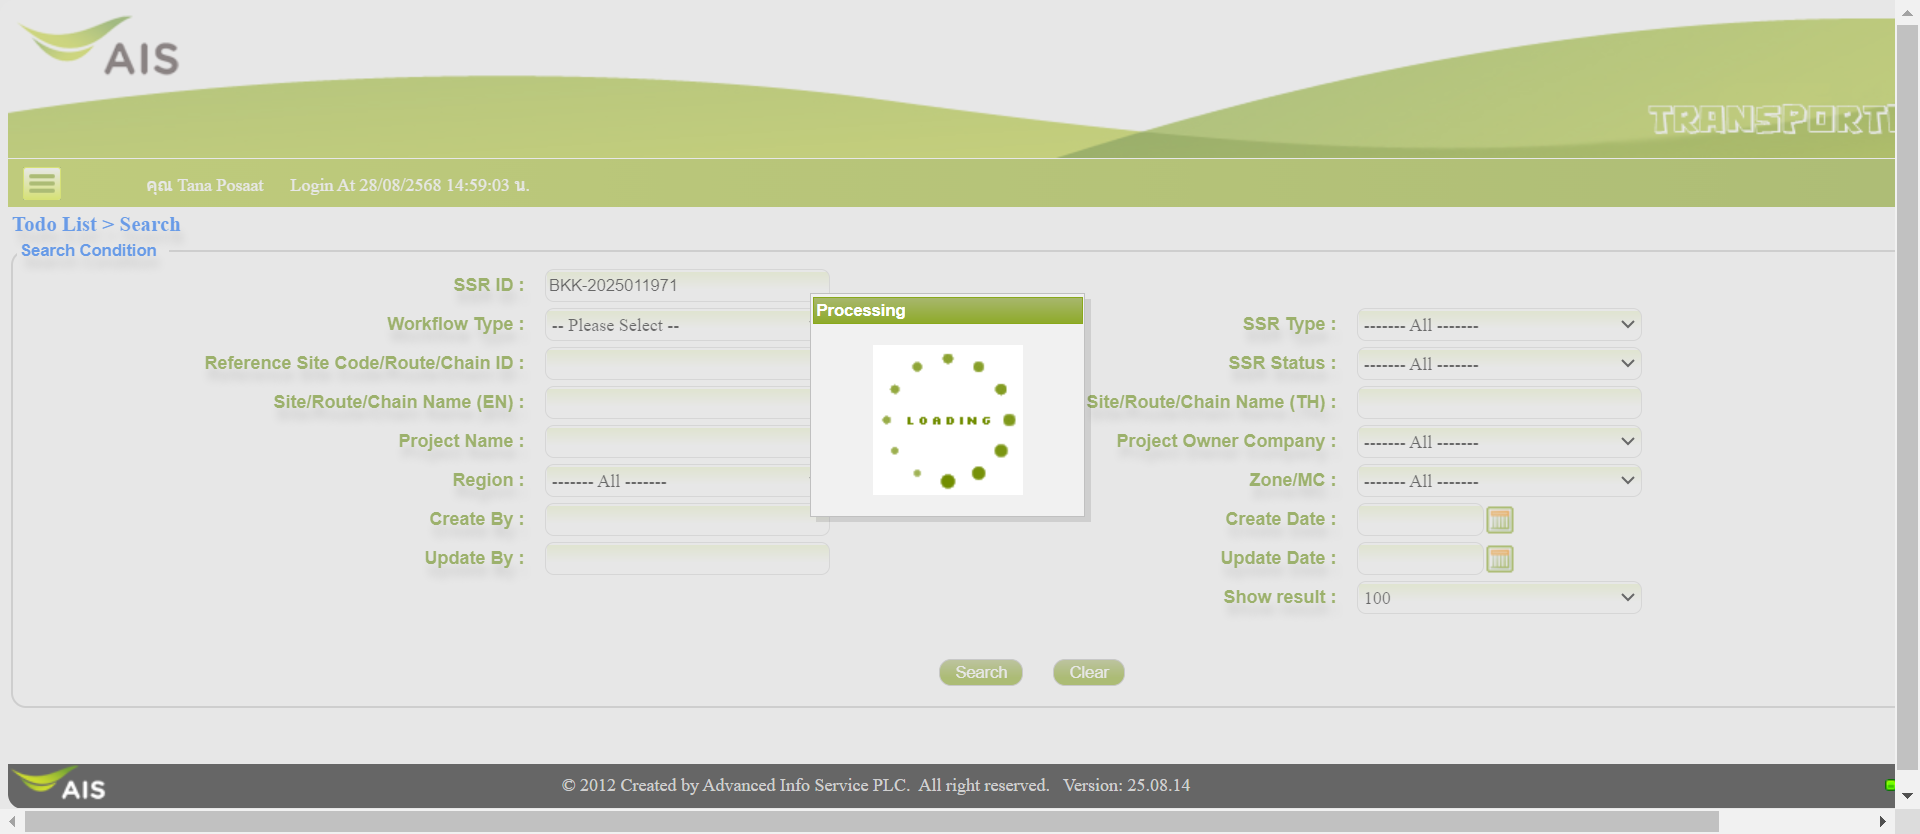 AIS
TRANSPORT
คุณ Tana Posaat Login At 28/08/2568 14:59:03 น.
Todo List > Search
Search Condition
SSR ID : BKK-2025011971
Workflow Type : -- Please Select --
SSR Type : ------- All -------
Reference Site Code/Route/Chain ID :
SSR Status : ------- All -------
Site/Route/Chain Name (EN) :
Site/Route/Chain Name (TH) :
Project Name :
Project Owner Company : ------- All -------
Region : ------- All -------
Zone/MC : ------- All -------
Create By :
Create Date :
Update By :
Update Date :
Show result : 100
Processing
LOADING
Search Clear
AIS
© 2012 Created by Advanced Info Service PLC. All right reserved. Version: 25.08.14